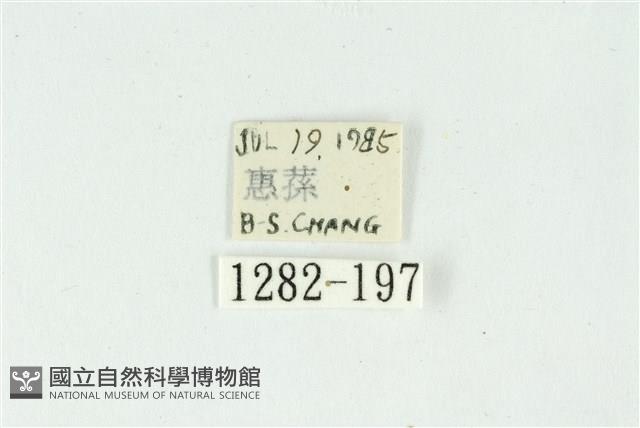 JUL 19, 1985
惠蓀
B-S. CHANG
1282-197
國立自然科學博物館
NATIONAL MUSEUM OF NATURAL SCIENCE